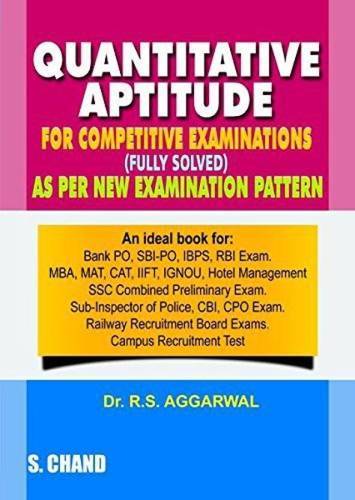 QUANTITATIVE
APTITUDE
FOR COMPETITIVE EXAMINATIONS
(FULLY SOLVED)
AS PER NEW EXAMINATION PATTERN
An ideal book for:
Bank PO, SBI-PO, IBPS, RBI Exam.
MBA, MAT, CAT, IIFT, IGNOU, Hotel Management
SSC Combined Preliminary Exam.
Sub-Inspector of Police, CBI, CPO Exam.
Railway Recruitment Board Exams.
Campus Recruitment Test
Dr. R.S. AGGARWAL
S. CHAND